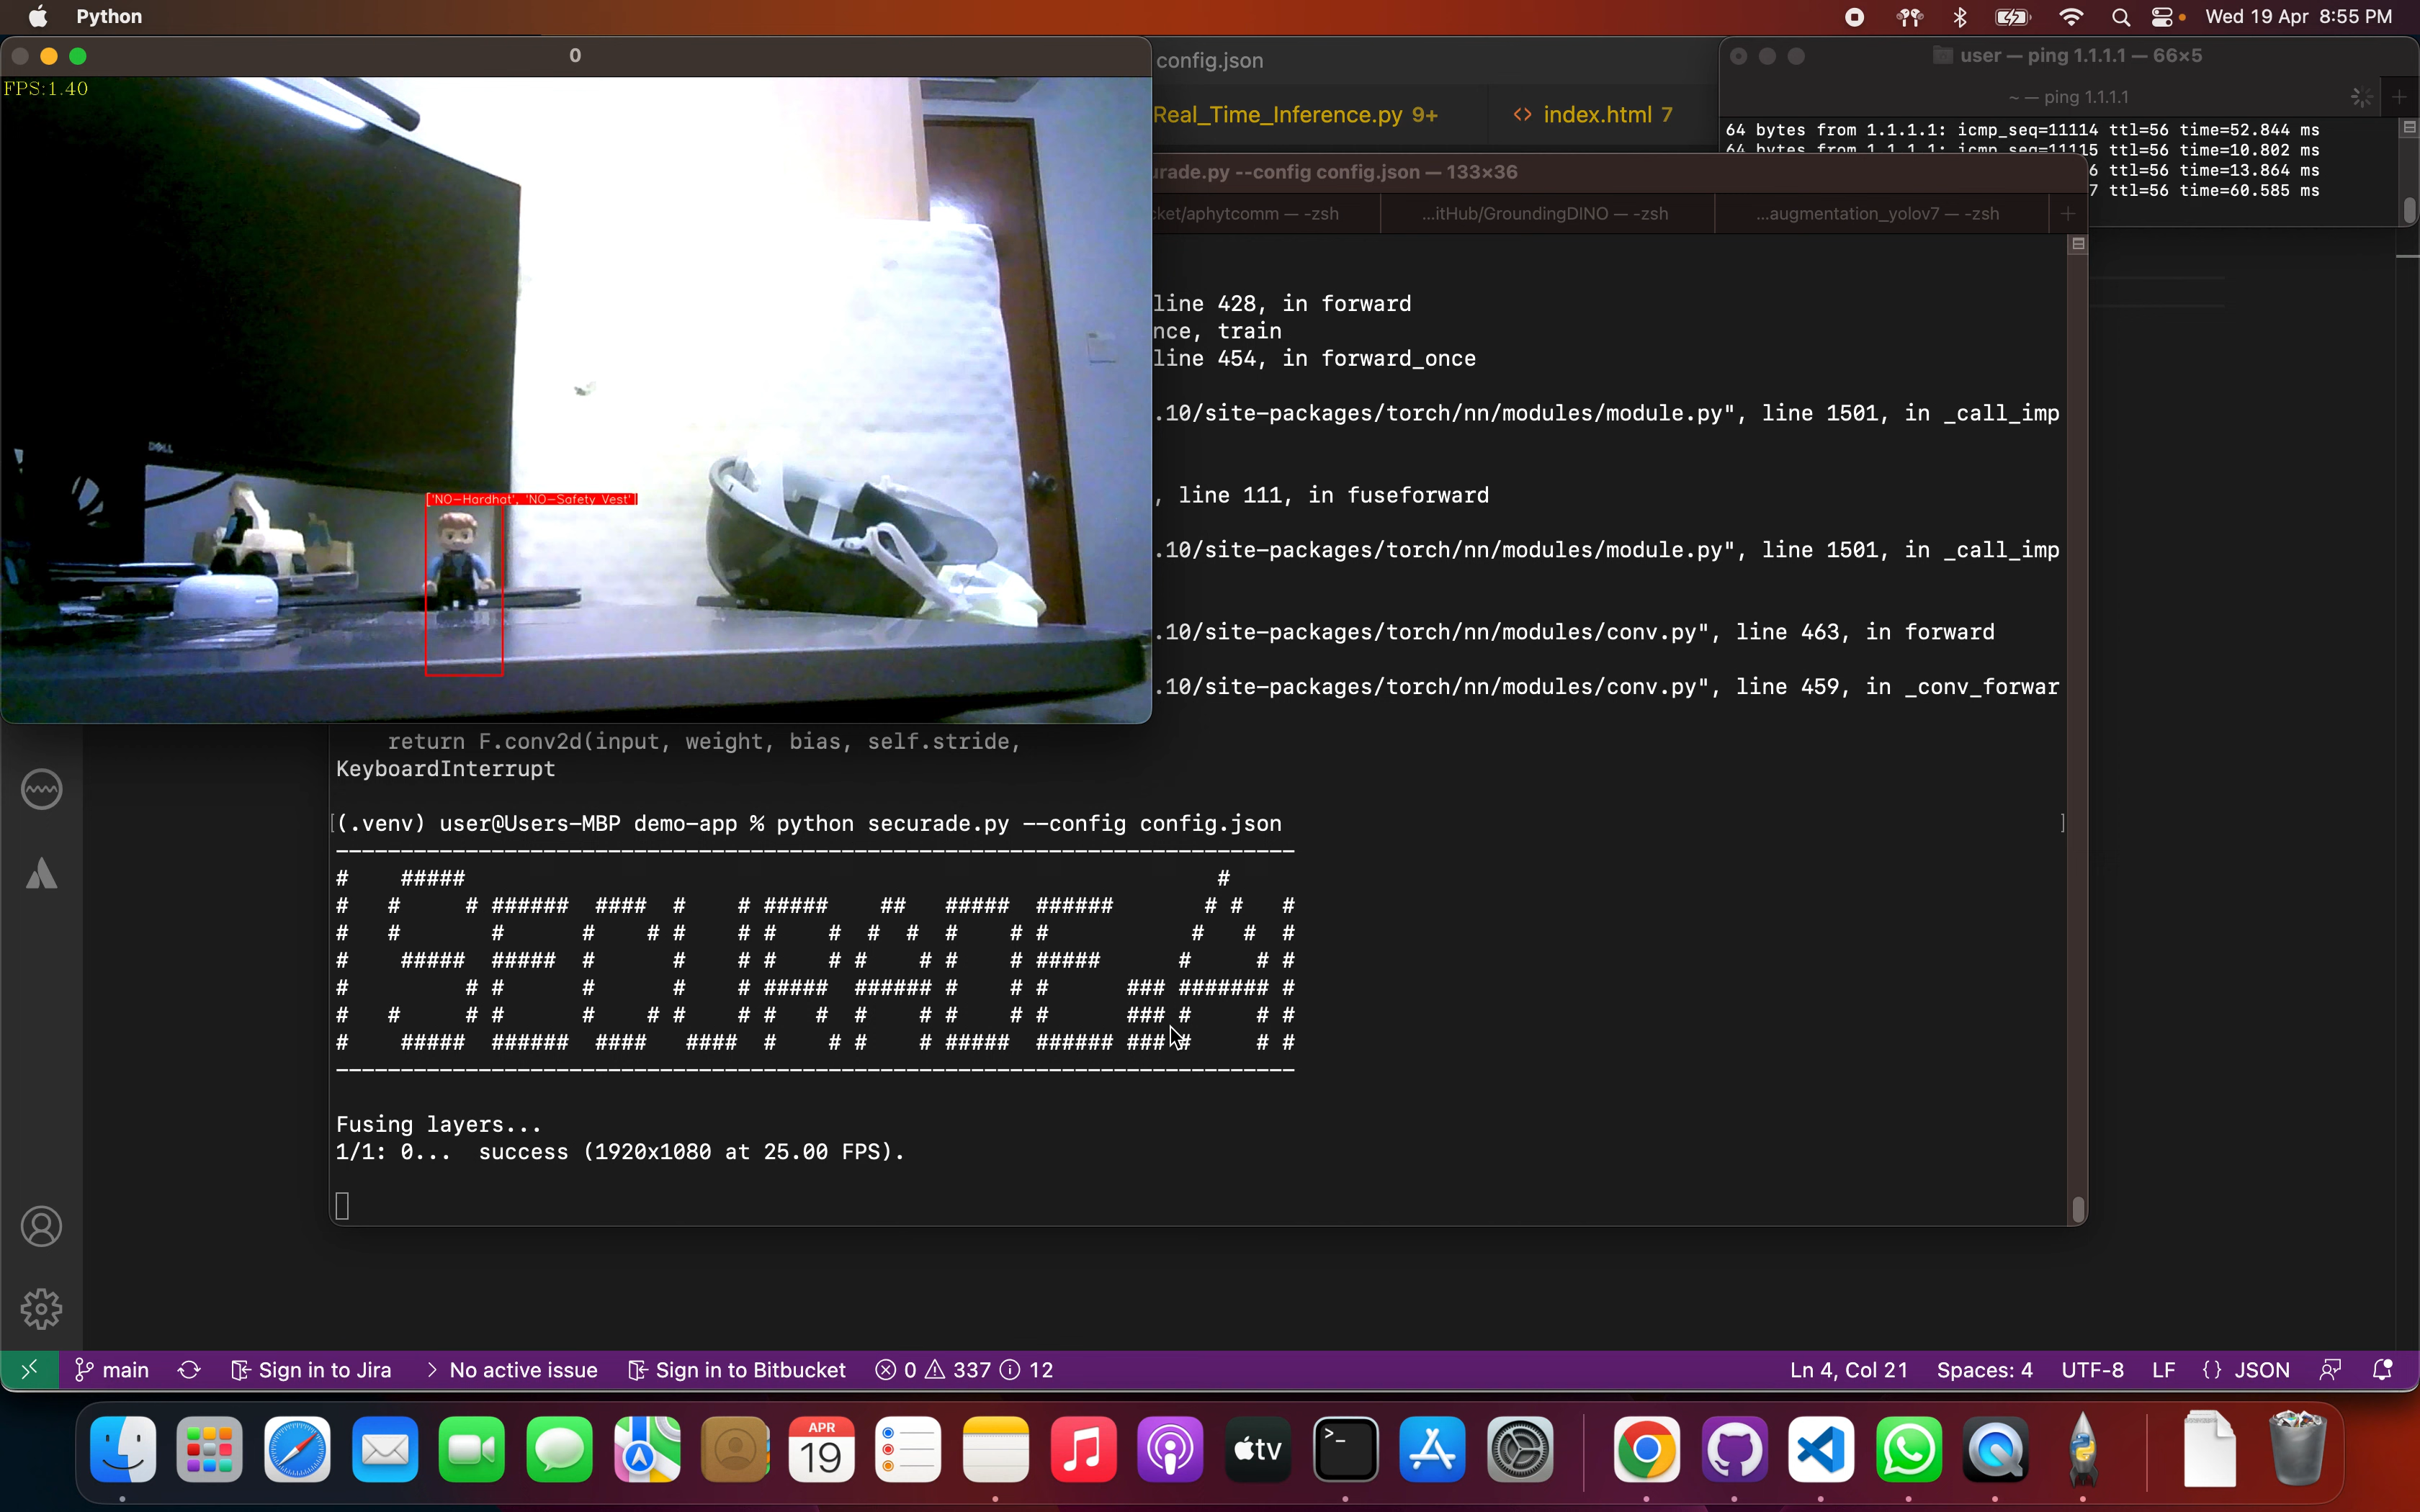 Python
Wed 19 Apr 8:55 PM
0
FPS:1.40
DELL
['NO-Hardhat', 'NO-Safety Vest']
config.json
Real_Time_Inference.py 9+
<> index.html 7
user — ping 1.1.1.1 — 66×5
~ — ping 1.1.1.1
64 bytes from 1.1.1.1: icmp_seq=11114 ttl=56 time=52.844 ms
64 bytes from 1.1.1.1: icmp_seq=11115 ttl=56 time=10.802 ms
6 ttl=56 time=13.864 ms
7 ttl=56 time=60.585 ms
urade.py --config config.json — 133×36
cket/aphytcomm — -zsh
...itHub/GroundingDINO — -zsh
...augmentation_yolov7 — -zsh
line 428, in forward
nce, train
line 454, in forward_once
.10/site-packages/torch/nn/modules/module.py", line 1501, in _call_imp
, line 111, in fuseforward
.10/site-packages/torch/nn/modules/module.py", line 1501, in _call_imp
.10/site-packages/torch/nn/modules/conv.py", line 463, in forward
.10/site-packages/torch/nn/modules/conv.py", line 459, in _conv_forwar
return F.conv2d(input, weight, bias, self.stride,
KeyboardInterrupt
[(.venv) user@Users-MBP demo-app % python securade.py --config config.json ]
SECURADE.A
Fusing layers...
1/1: 0... success (1920x1080 at 25.00 FPS).
main
Sign in to Jira
> No active issue
Sign in to Bitbucket
0
337
12
Ln 4, Col 21
Spaces: 4
UTF-8
LF
{} JSON
APR
19
tv
>_